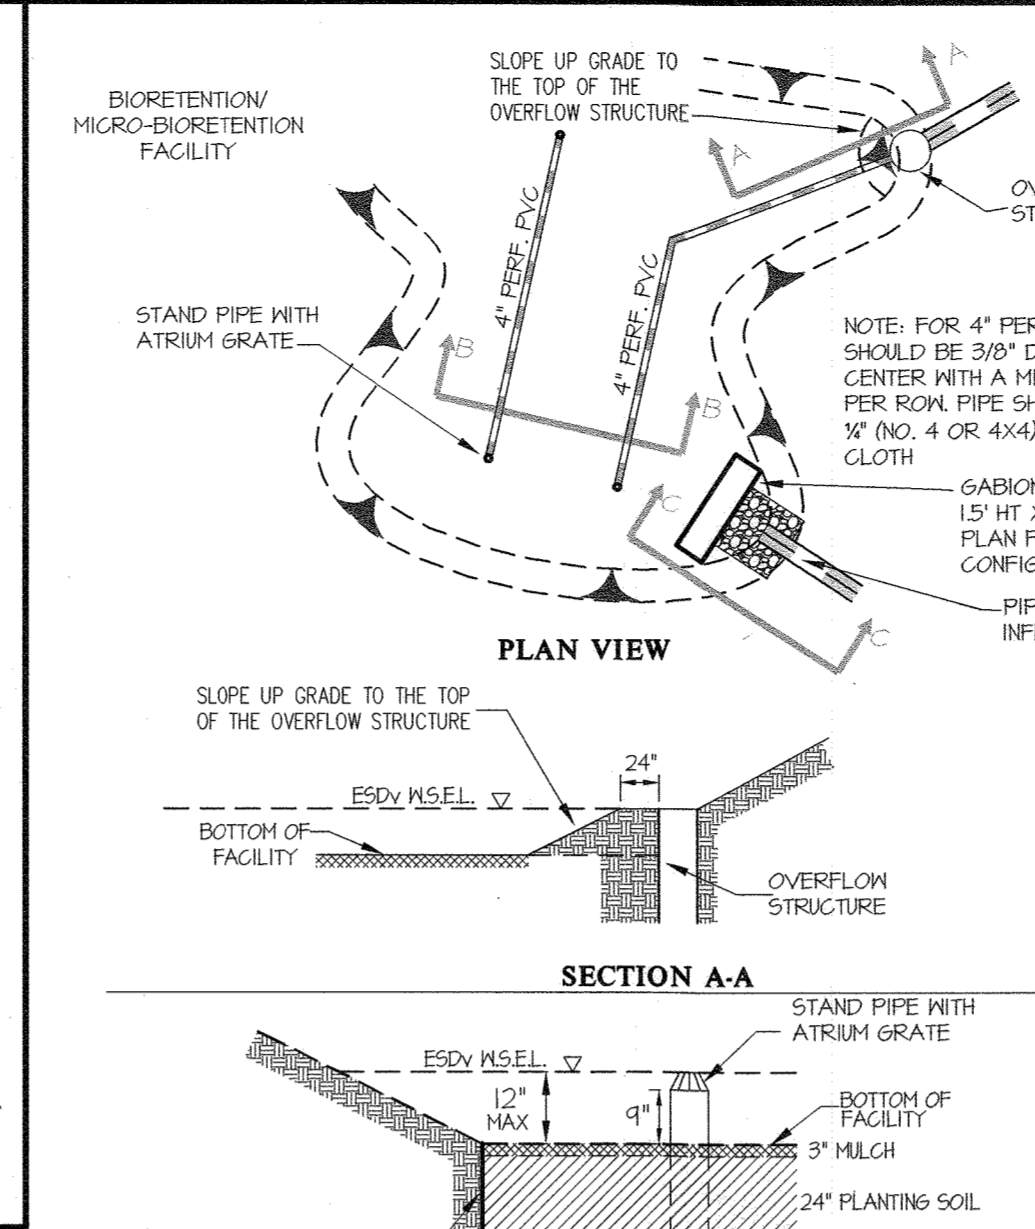 BIORETENTION/
MICRO-BIORETENTION
FACILITY
SLOPE UP GRADE TO
THE TOP OF THE
OVERFLOW STRUCTURE
A
A
4" PERF. PVC
4" PERF. PVC
STAND PIPE WITH
ATRIUM GRATE
B
B
NOTE: FOR 4" PER
SHOULD BE 3/8" D
CENTER WITH A
PER ROW. PIPE SH
¼" (NO. 4 OR 4X4)
CLOTH
GABION
1.5' HT
PLAN F
CONFIG
C
C
PLAN VIEW
SLOPE UP GRADE TO THE TOP
OF THE OVERFLOW STRUCTURE
24"
ESDv W.S.E.L.
BOTTOM OF
FACILITY
OVERFLOW
STRUCTURE
SECTION A-A
STAND PIPE WITH
ATRIUM GRATE
ESDv W.S.E.L.
12"
MAX
9"
BOTTOM OF
FACILITY
3" MULCH
24" PLANTING SOIL